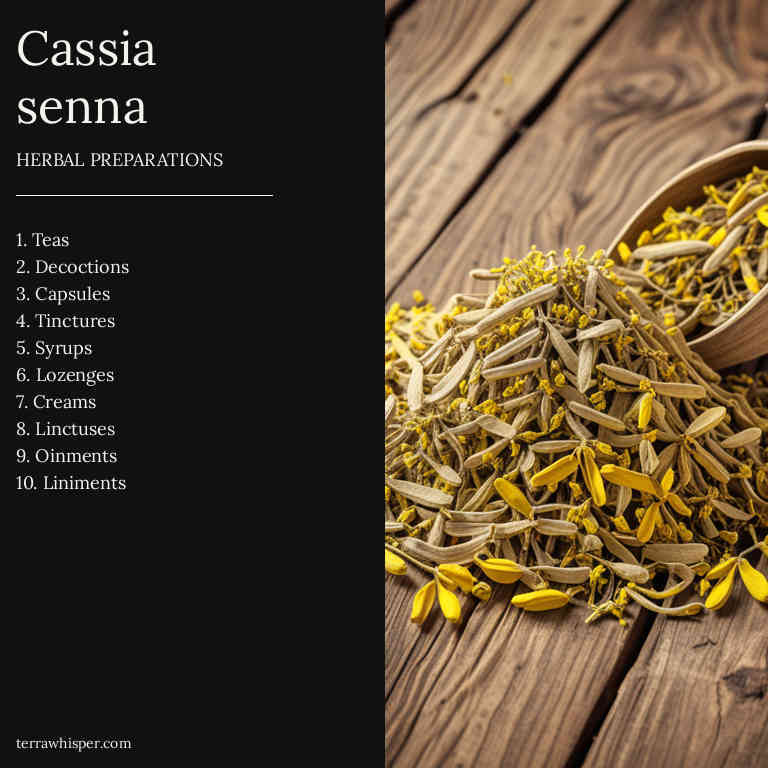 Cassia
senna
HERBAL PREPARATIONS
1. Teas
2. Decoctions
3. Capsules
4. Tinctures
5. Syrups
6. Lozenges
7. Creams
8. Linctuses
9. Oinments
10. Liniments
terrawhisper.com